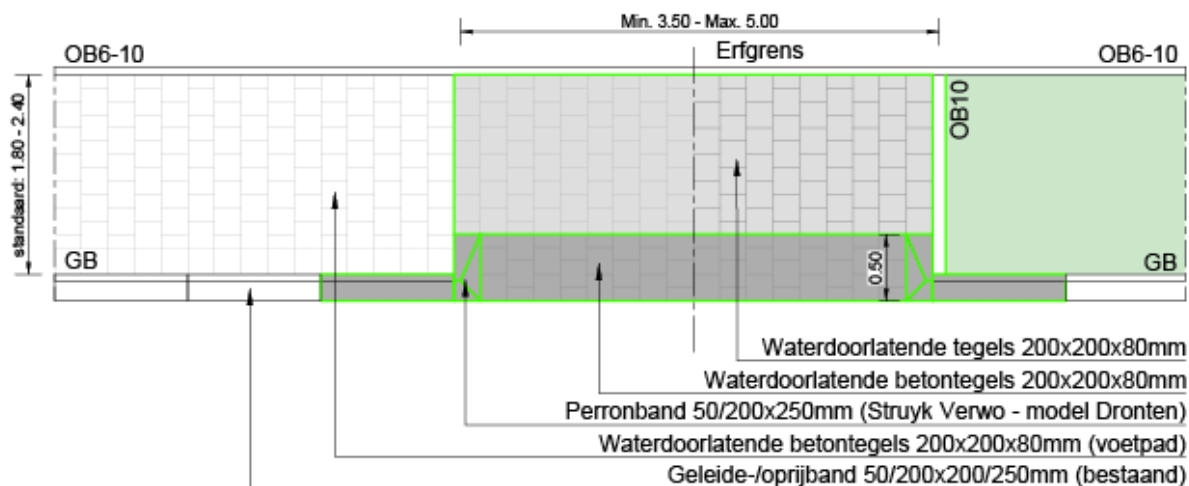 Min. 3.50 - Max. 5.00
OB6-10
Erfgrens
OB6-10
standaard: 1.80 - 2.40
OB10
GB
0.50
GB
Waterdoorlatende tegels 200x200x80mm
Waterdoorlatende betontegels 200x200x80mm
Perronband 50/200x250mm (Struyk Verwo - model Dronten)
Waterdoorlatende betontegels 200x200x80mm (voetpad)
Geleide-/oprijband 50/200x200/250mm (bestaand)